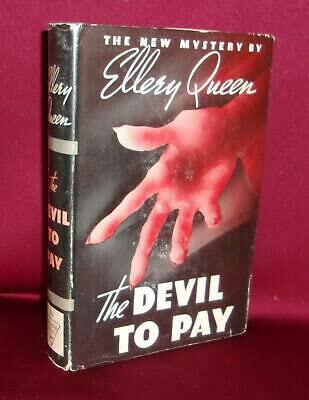 THE NEW MYSTERY BY
Ellery Queen
The DEVIL
TO PAY
Ellery
Queen
the
DEVIL
TO
PAY